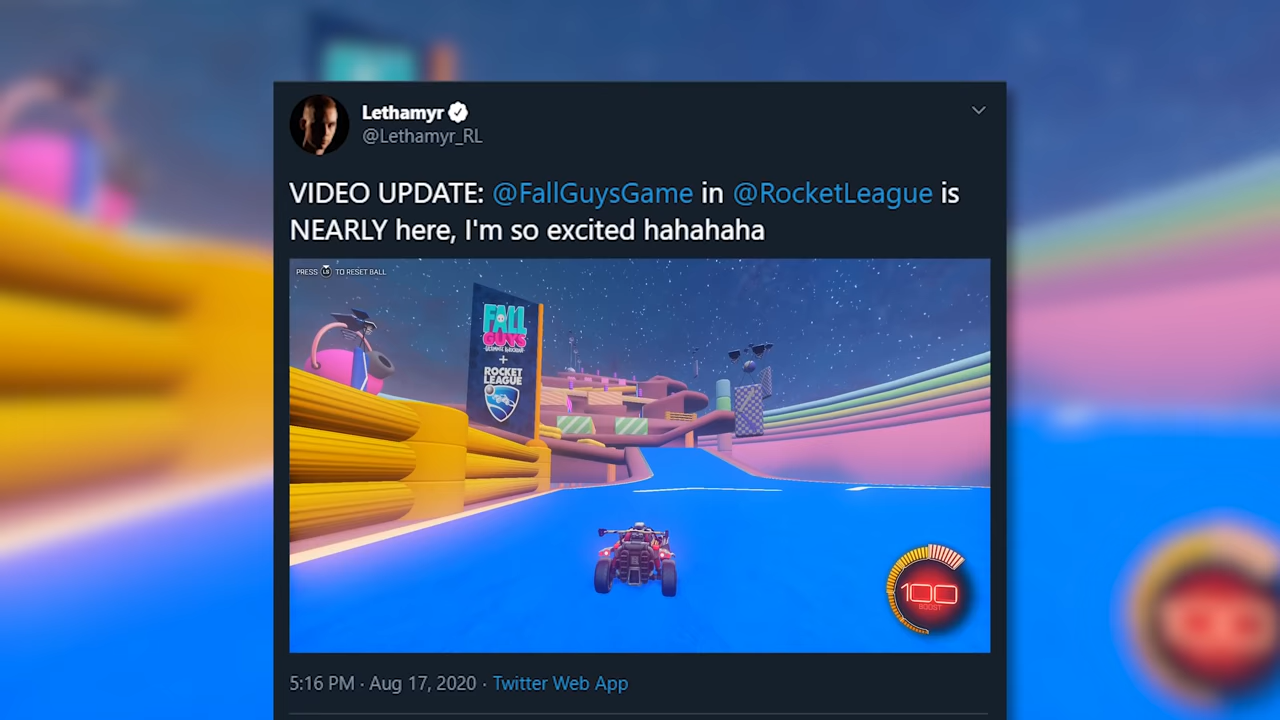 Lethamyr
@Lethamyr_RL
VIDEO UPDATE: @FallGuysGame in @RocketLeague is
NEARLY here, I'm so excited hahahaha
PRESS LS TO RESET BALL
FALL
GUYS
+
ROCKET
LEAGUE
100
BOOST
5:16 PM · Aug 17, 2020 · Twitter Web App